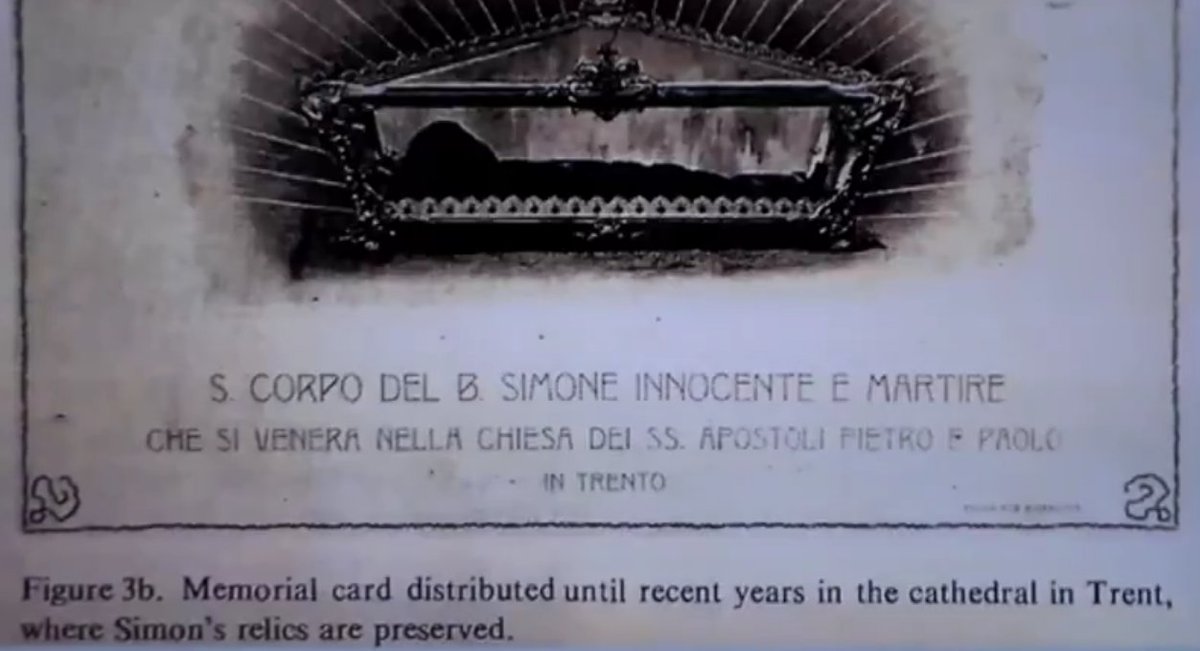 S. CORPO DEL B. SIMONE INNOCENTE E MARTIRE
CHE SI VENERA NELLA CHIESA DEI SS. APOSTOLI PIETRO E PAOLO
IN TRENTO
Figure 3b. Memorial card distributed until recent years in the cathedral in Trent,
where Simon's relics are preserved.